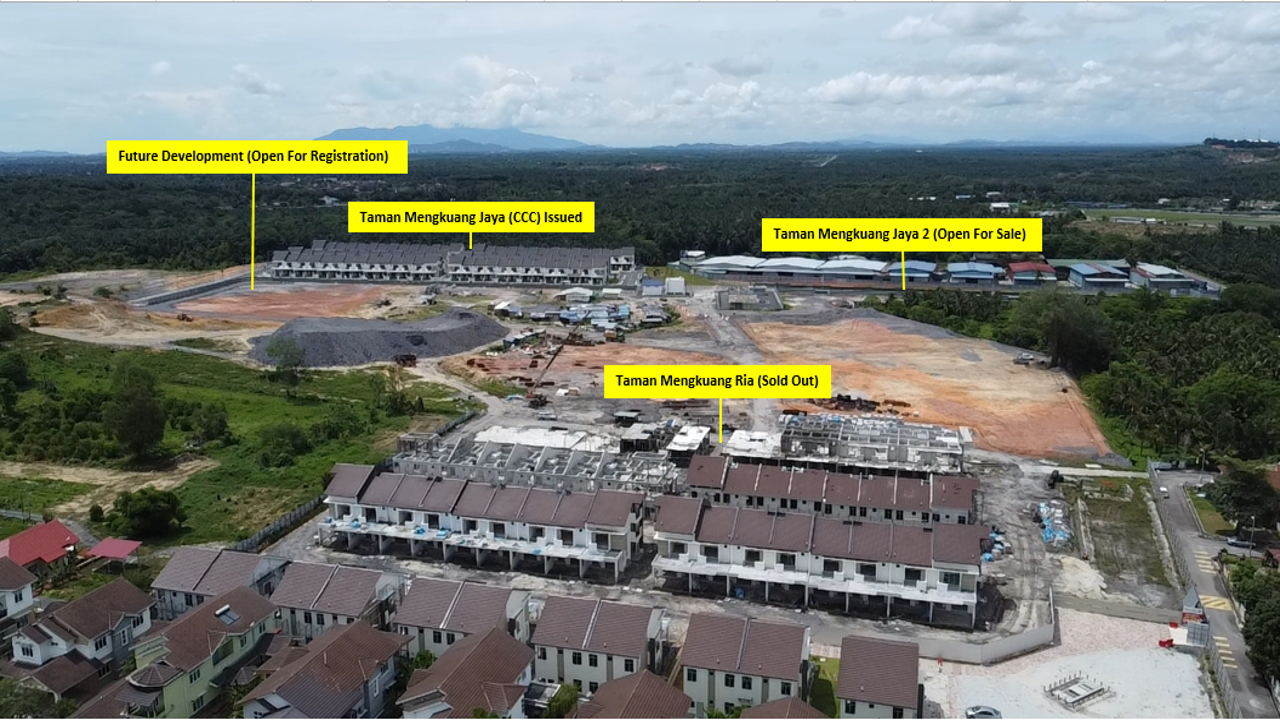 Future Development (Open For Registration)
Taman Mengkuang Jaya (CCC) Issued
Taman Mengkuang Jaya 2 (Open For Sale)
Taman Mengkuang Ria (Sold Out)